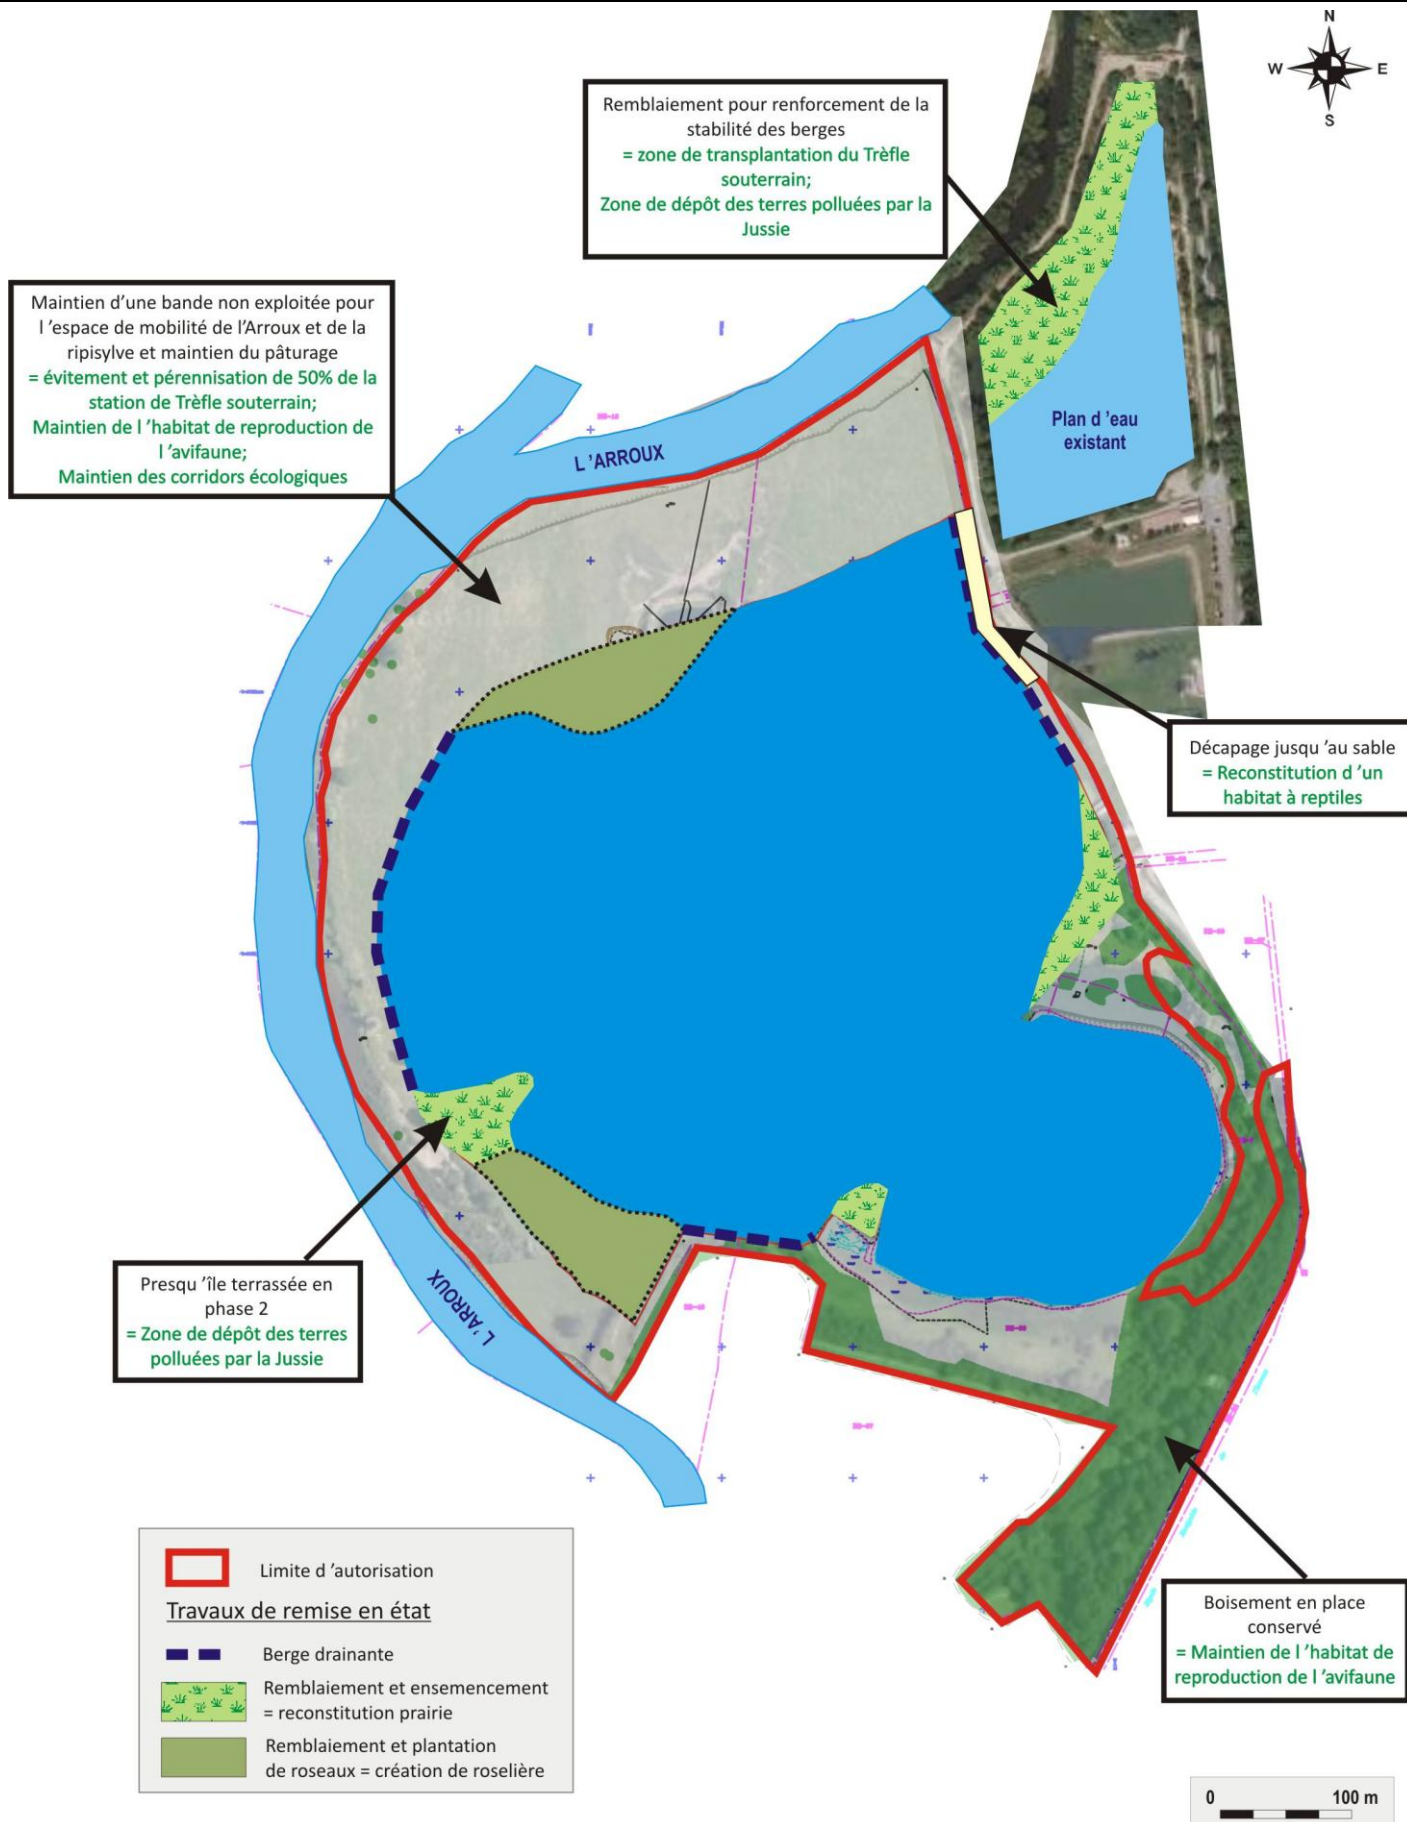 N
W
E
S
Remblaiement pour renforcement de la
stabilité des berges
= zone de transplantation du Trèfle
souterrain;
Zone de dépôt des terres polluées par la
Jussie
Maintien d'une bande non exploitée pour
l 'espace de mobilité de l'Arroux et de la
ripisylve et maintien du pâturage
= évitement et pérennisation de 50% de la
station de Trèfle souterrain;
Maintien de l 'habitat de reproduction de
l 'avifaune;
Maintien des corridors écologiques
Plan d 'eau
existant
L 'ARROUX
Décapage jusqu 'au sable
= Reconstitution d 'un
habitat à reptiles
Presqu 'île terrassée en
phase 2
= Zone de dépôt des terres
polluées par la Jussie
L'ARROUX
Boisement en place
conservé
= Maintien de l 'habitat de
reproduction de l 'avifaune
Limite d 'autorisation
Travaux de remise en état
Berge drainante
Remblaiement et ensemencement
= reconstitution prairie
Remblaiement et plantation
de roseaux = création de roselière
0 100 m